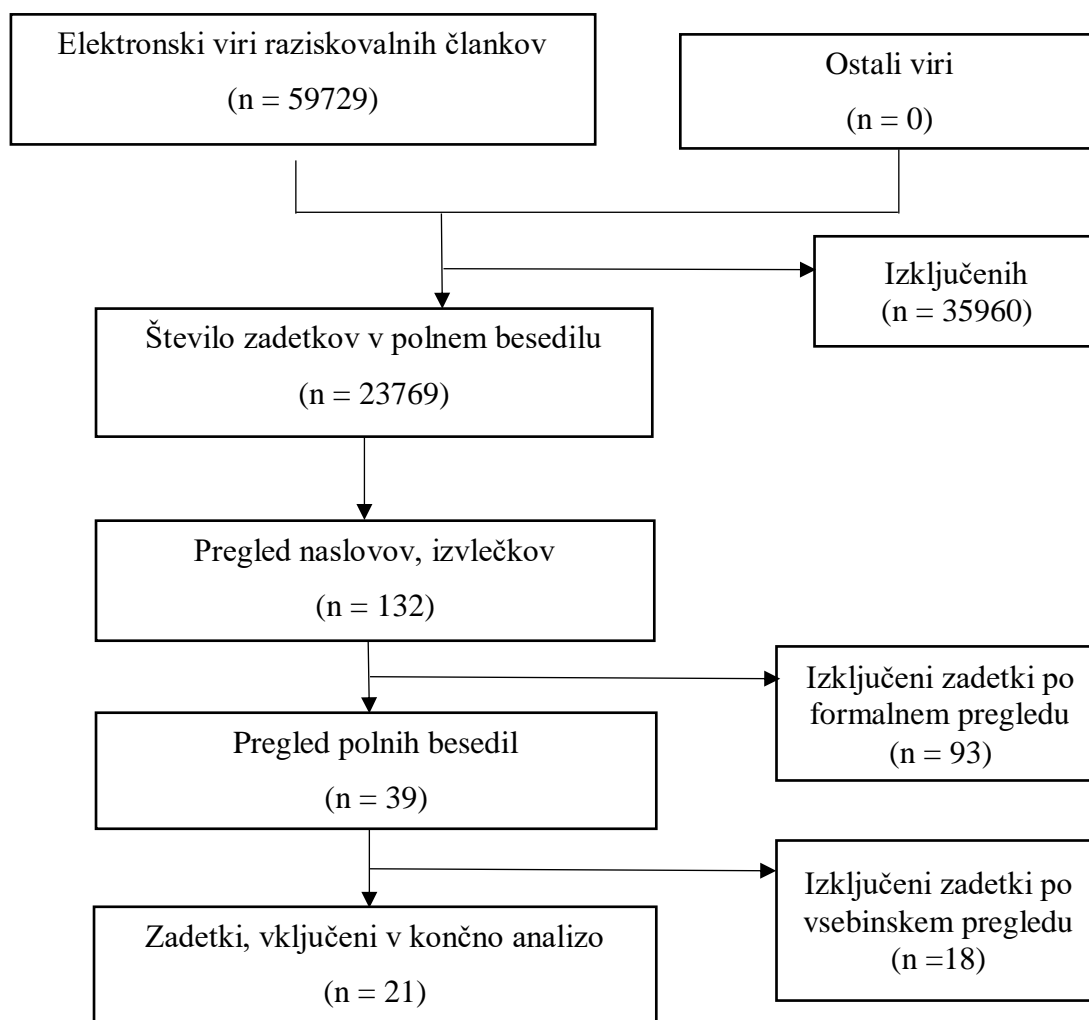 Elektronski viri raziskovalnih člankov
(n = 59729)
Ostali viri
(n = 0)
Izključenih
(n = 35960)
Število zadetkov v polnem besedilu
(n = 23769)
Pregled naslovov, izvlečkov
(n = 132)
Izključeni zadetki po
formalnem pregledu
(n = 93)
Pregled polnih besedil
(n = 39)
Izključeni zadetki po
vsebinskem pregledu
(n =18)
Zadetki, vključeni v končno analizo
(n = 21)